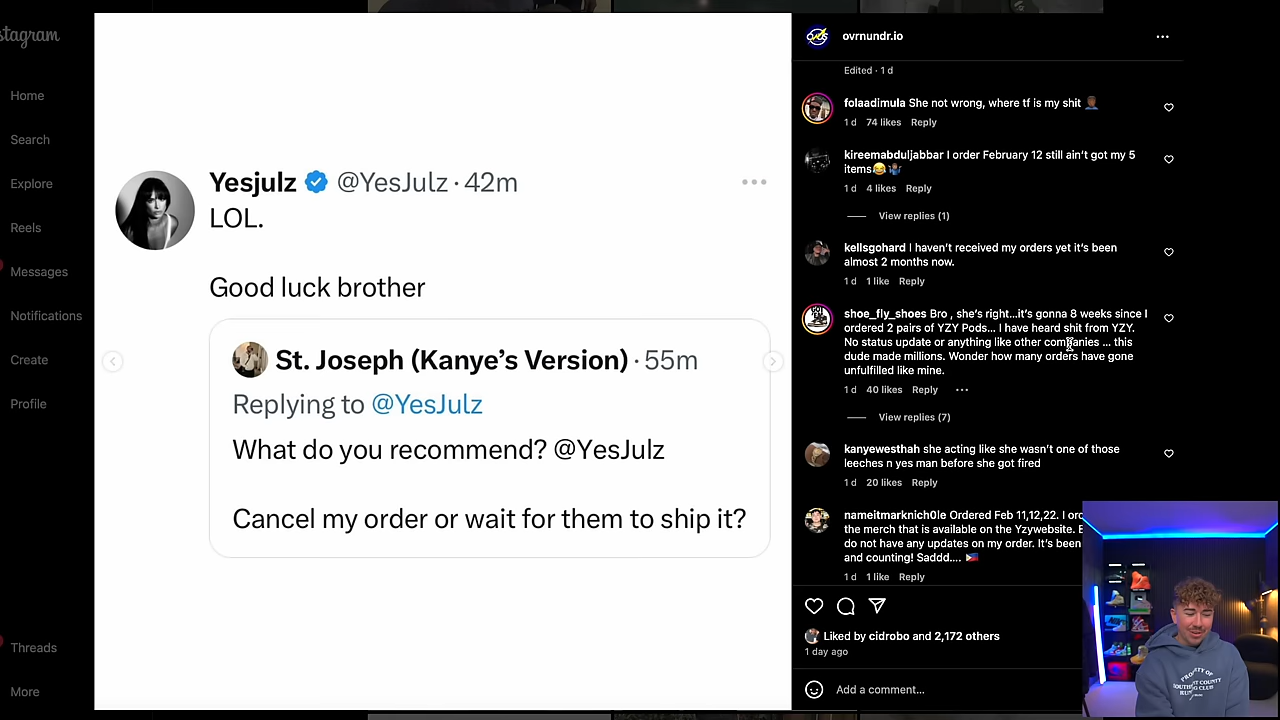 stagram
Home
Search
Explore
Reels
Messages
Notifications
Create
Profile
Threads
More
Yesjulz @YesJulz · 42m
LOL.
Good luck brother
St. Joseph (Kanye’s Version) · 55m
Replying to @YesJulz
What do you recommend? @YesJulz
Cancel my order or wait for them to ship it?
ovrnundr.io
Edited · 1 d
folaadimula She not wrong, where tf is my shit
1 d 74 likes Reply
kireemabduljabbar I order February 12 still ain’t got my 5
items
1 d 4 likes Reply
View replies (1)
kellsgohard I haven’t received my orders yet it’s been
almost 2 months now.
1 d 1 like Reply
shoe_fly_shoes Bro , she’s right...it’s gonna 8 weeks since I
ordered 2 pairs of YZY Pods... I have heard shit from YZY.
No status update or anything like other companies ... this
dude made millions. Wonder how many orders have gone
unfulfilled like mine.
1 d 40 likes Reply
View replies (7)
kanyewesthah she acting like she wasn’t one of those
leeches n yes man before she got fired
1 d 20 likes Reply
nameitmarknich0le Ordered Feb 11,12,22. I
the merch that is available on the Yzywebsite.
do not have any updates on my order. It’s been
and counting! Saddd....
1 d 1 like Reply
Liked by cidrobo and 2,172 others
1 day ago
Add a comment...
PROPERTY OF